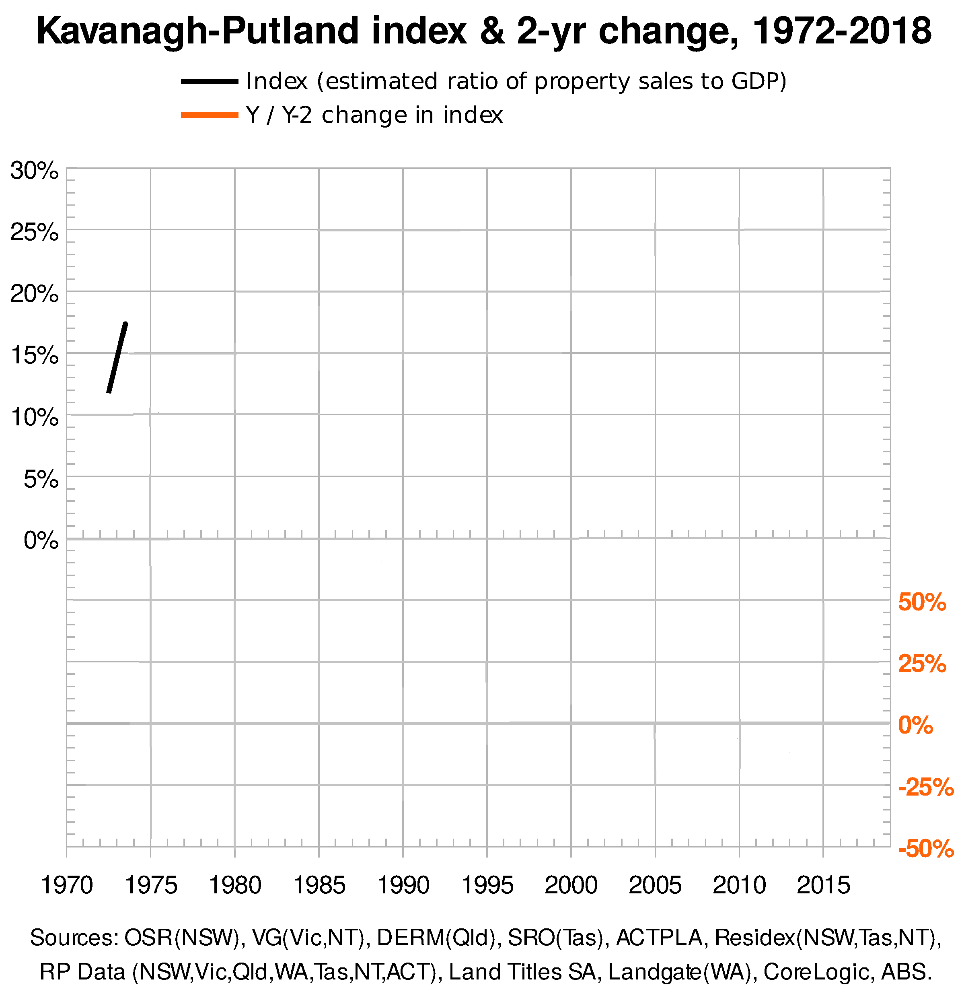 Kavanagh-Putland index & 2-yr change, 1972-2018
Index (estimated ratio of property sales to GDP)
Y / Y-2 change in index
30%
25%
20%
15%
10%
5%
0%
50%
25%
0%
-25%
-50%
1970 1975 1980 1985 1990 1995 2000 2005 2010 2015
Sources: OSR(NSW), VG(Vic,NT), DERM(Qld), SRO(Tas), ACTPLA, Residex(NSW,Tas,NT),
RP Data (NSW,Vic,Qld,WA,Tas,NT,ACT), Land Titles SA, Landgate(WA), CoreLogic, ABS.